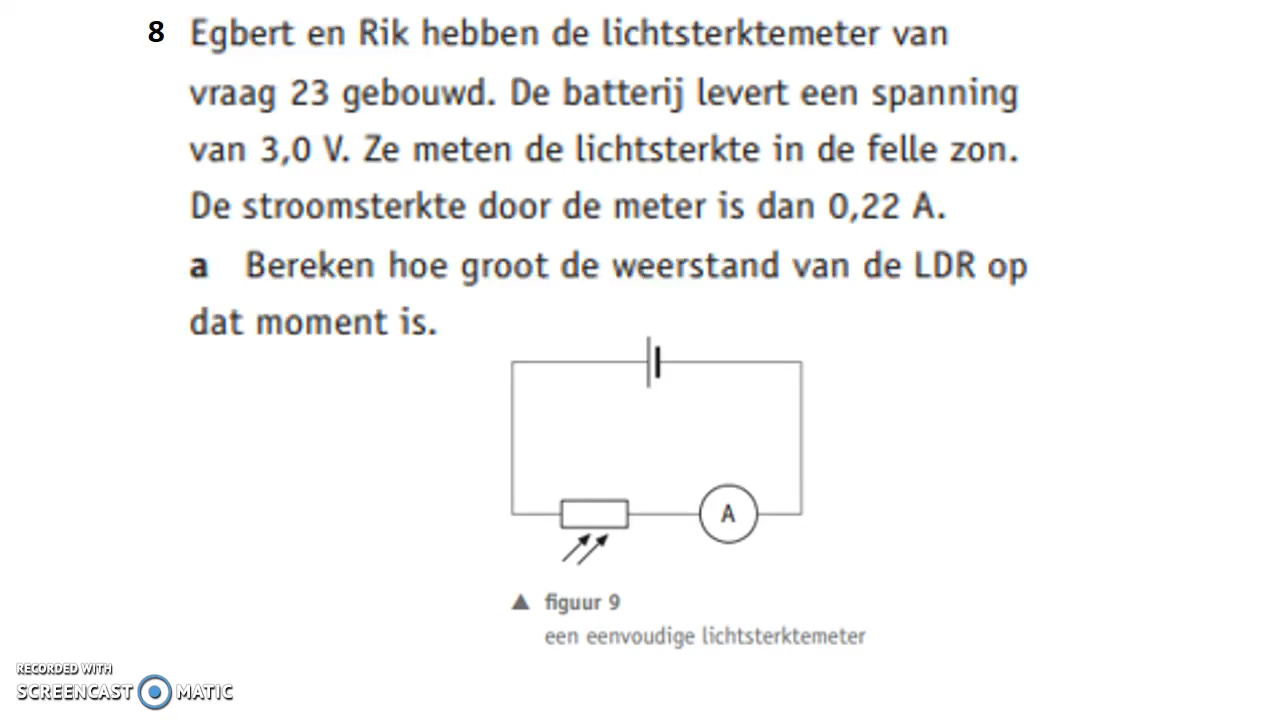 8 Egbert en Rik hebben de lichtsterktemeter van
vraag 23 gebouwd. De batterij levert een spanning
van 3,0 V. Ze meten de lichtsterkte in de felle zon.
De stroomsterkte door de meter is dan 0,22 A.
a Bereken hoe groot de weerstand van de LDR op
dat moment is.
A
▲ figuur 9
een eenvoudige lichtsterktemeter
RECORDED WITH
SCREENCAST MATIC